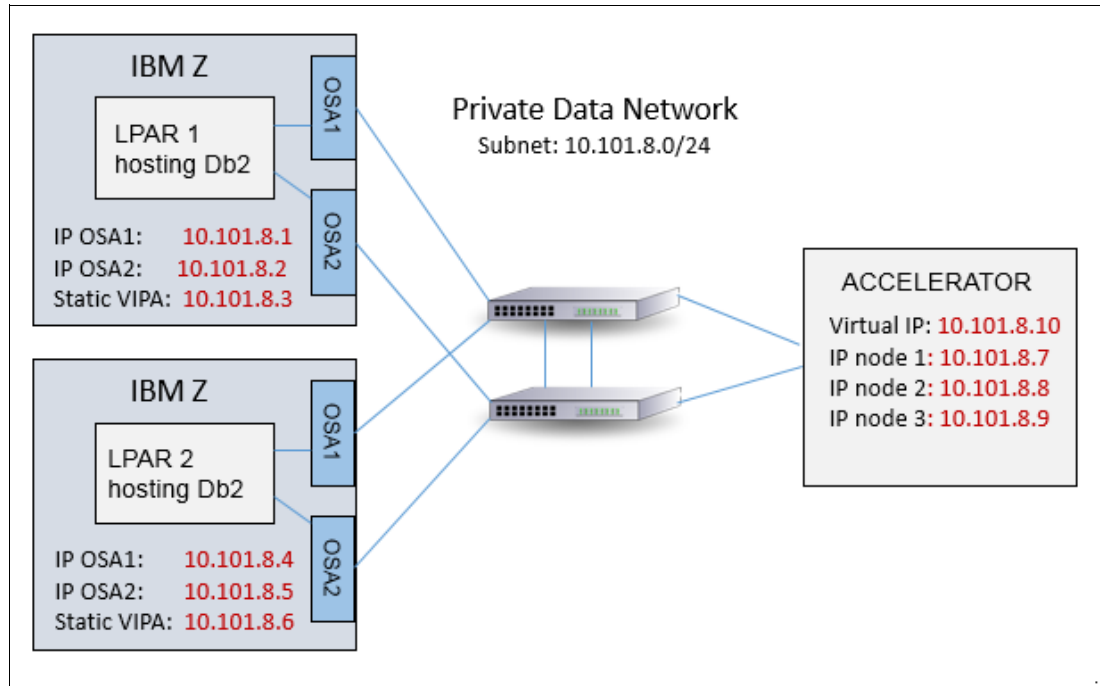 IBM Z
LPAR 1
hosting Db2
OSA1
OSA2
IP OSA1: 10.101.8.1
IP OSA2: 10.101.8.2
Static VIPA: 10.101.8.3
IBM Z
LPAR 2
hosting Db2
OSA1
OSA2
IP OSA1: 10.101.8.4
IP OSA2: 10.101.8.5
Static VIPA: 10.101.8.6
Private Data Network
Subnet: 10.101.8.0/24
ACCELERATOR
Virtual IP: 10.101.8.10
IP node 1: 10.101.8.7
IP node 2: 10.101.8.8
IP node 3: 10.101.8.9